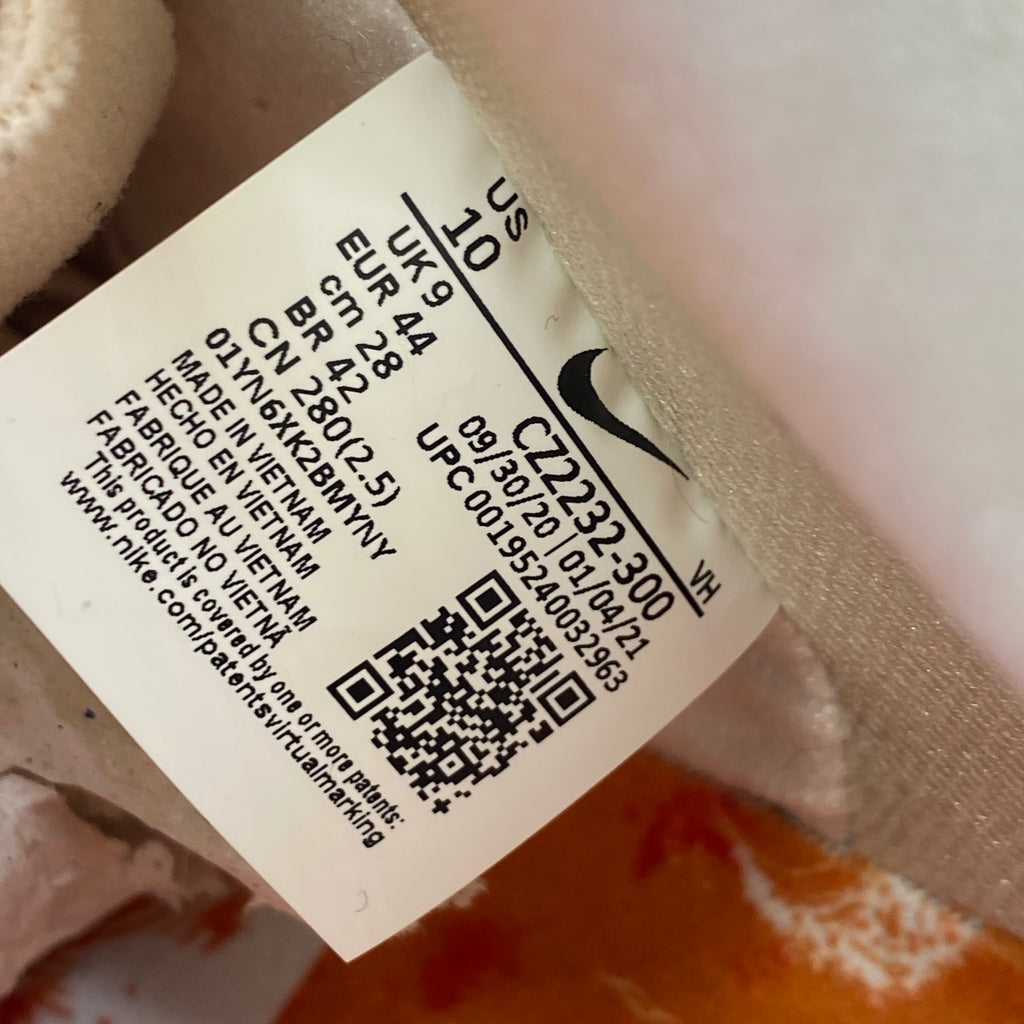 US
10
VH
UK 9
EUR 44
cm 28
BR 42
CN 280(2.5)
01YN6XK2BMYNY
MADE IN VIETNAM
HECHO EN VIETNAM
FABRIQUE AU VIETNAM
FABRICADO NO VIETNÃ
This product is covered by one or more patents:
www.nike.com/patentsvirtualmarking
CZ2232-300
09/30/20 | 01/04/21
UPC 00195240032963